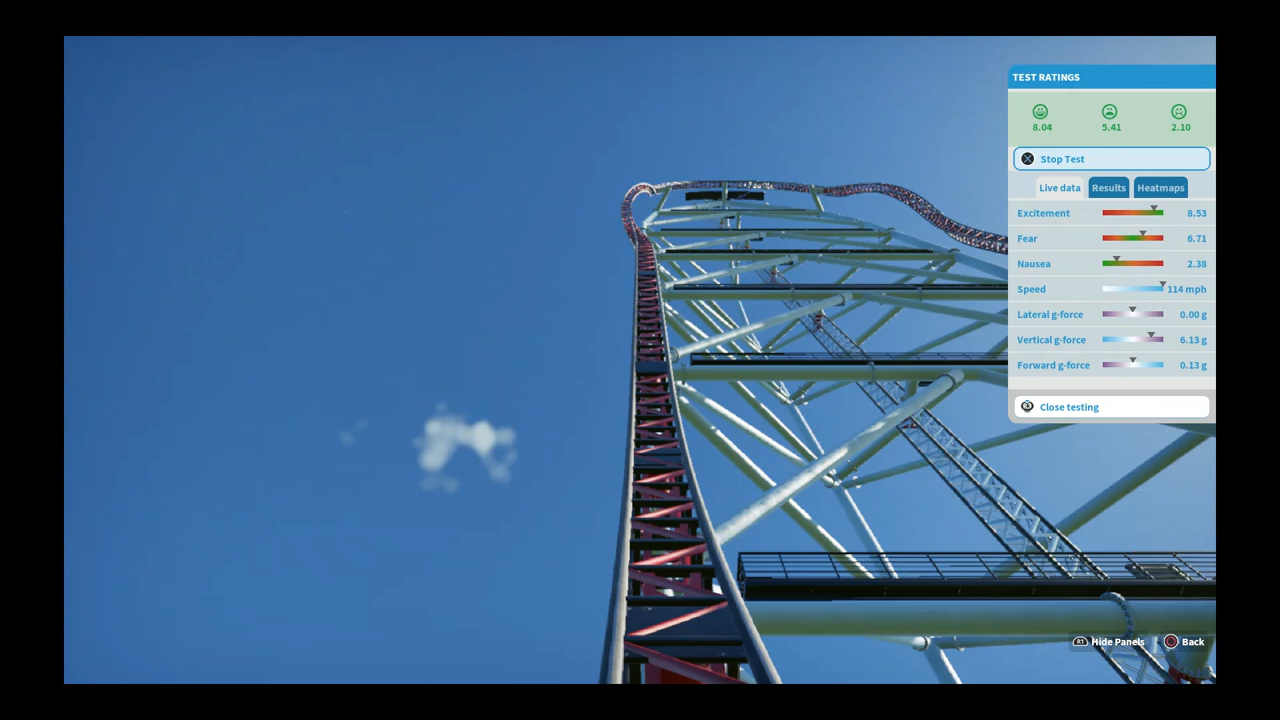 TEST RATINGS
8.04 5.41 2.10
Stop Test
Live data Results Heatmaps
Excitement 8.53
Fear 6.71
Nausea 2.38
Speed 114 mph
Lateral g-force 0.00 g
Vertical g-force 6.13 g
Forward g-force 0.13 g
R3 Close testing
R1 Hide Panels Back